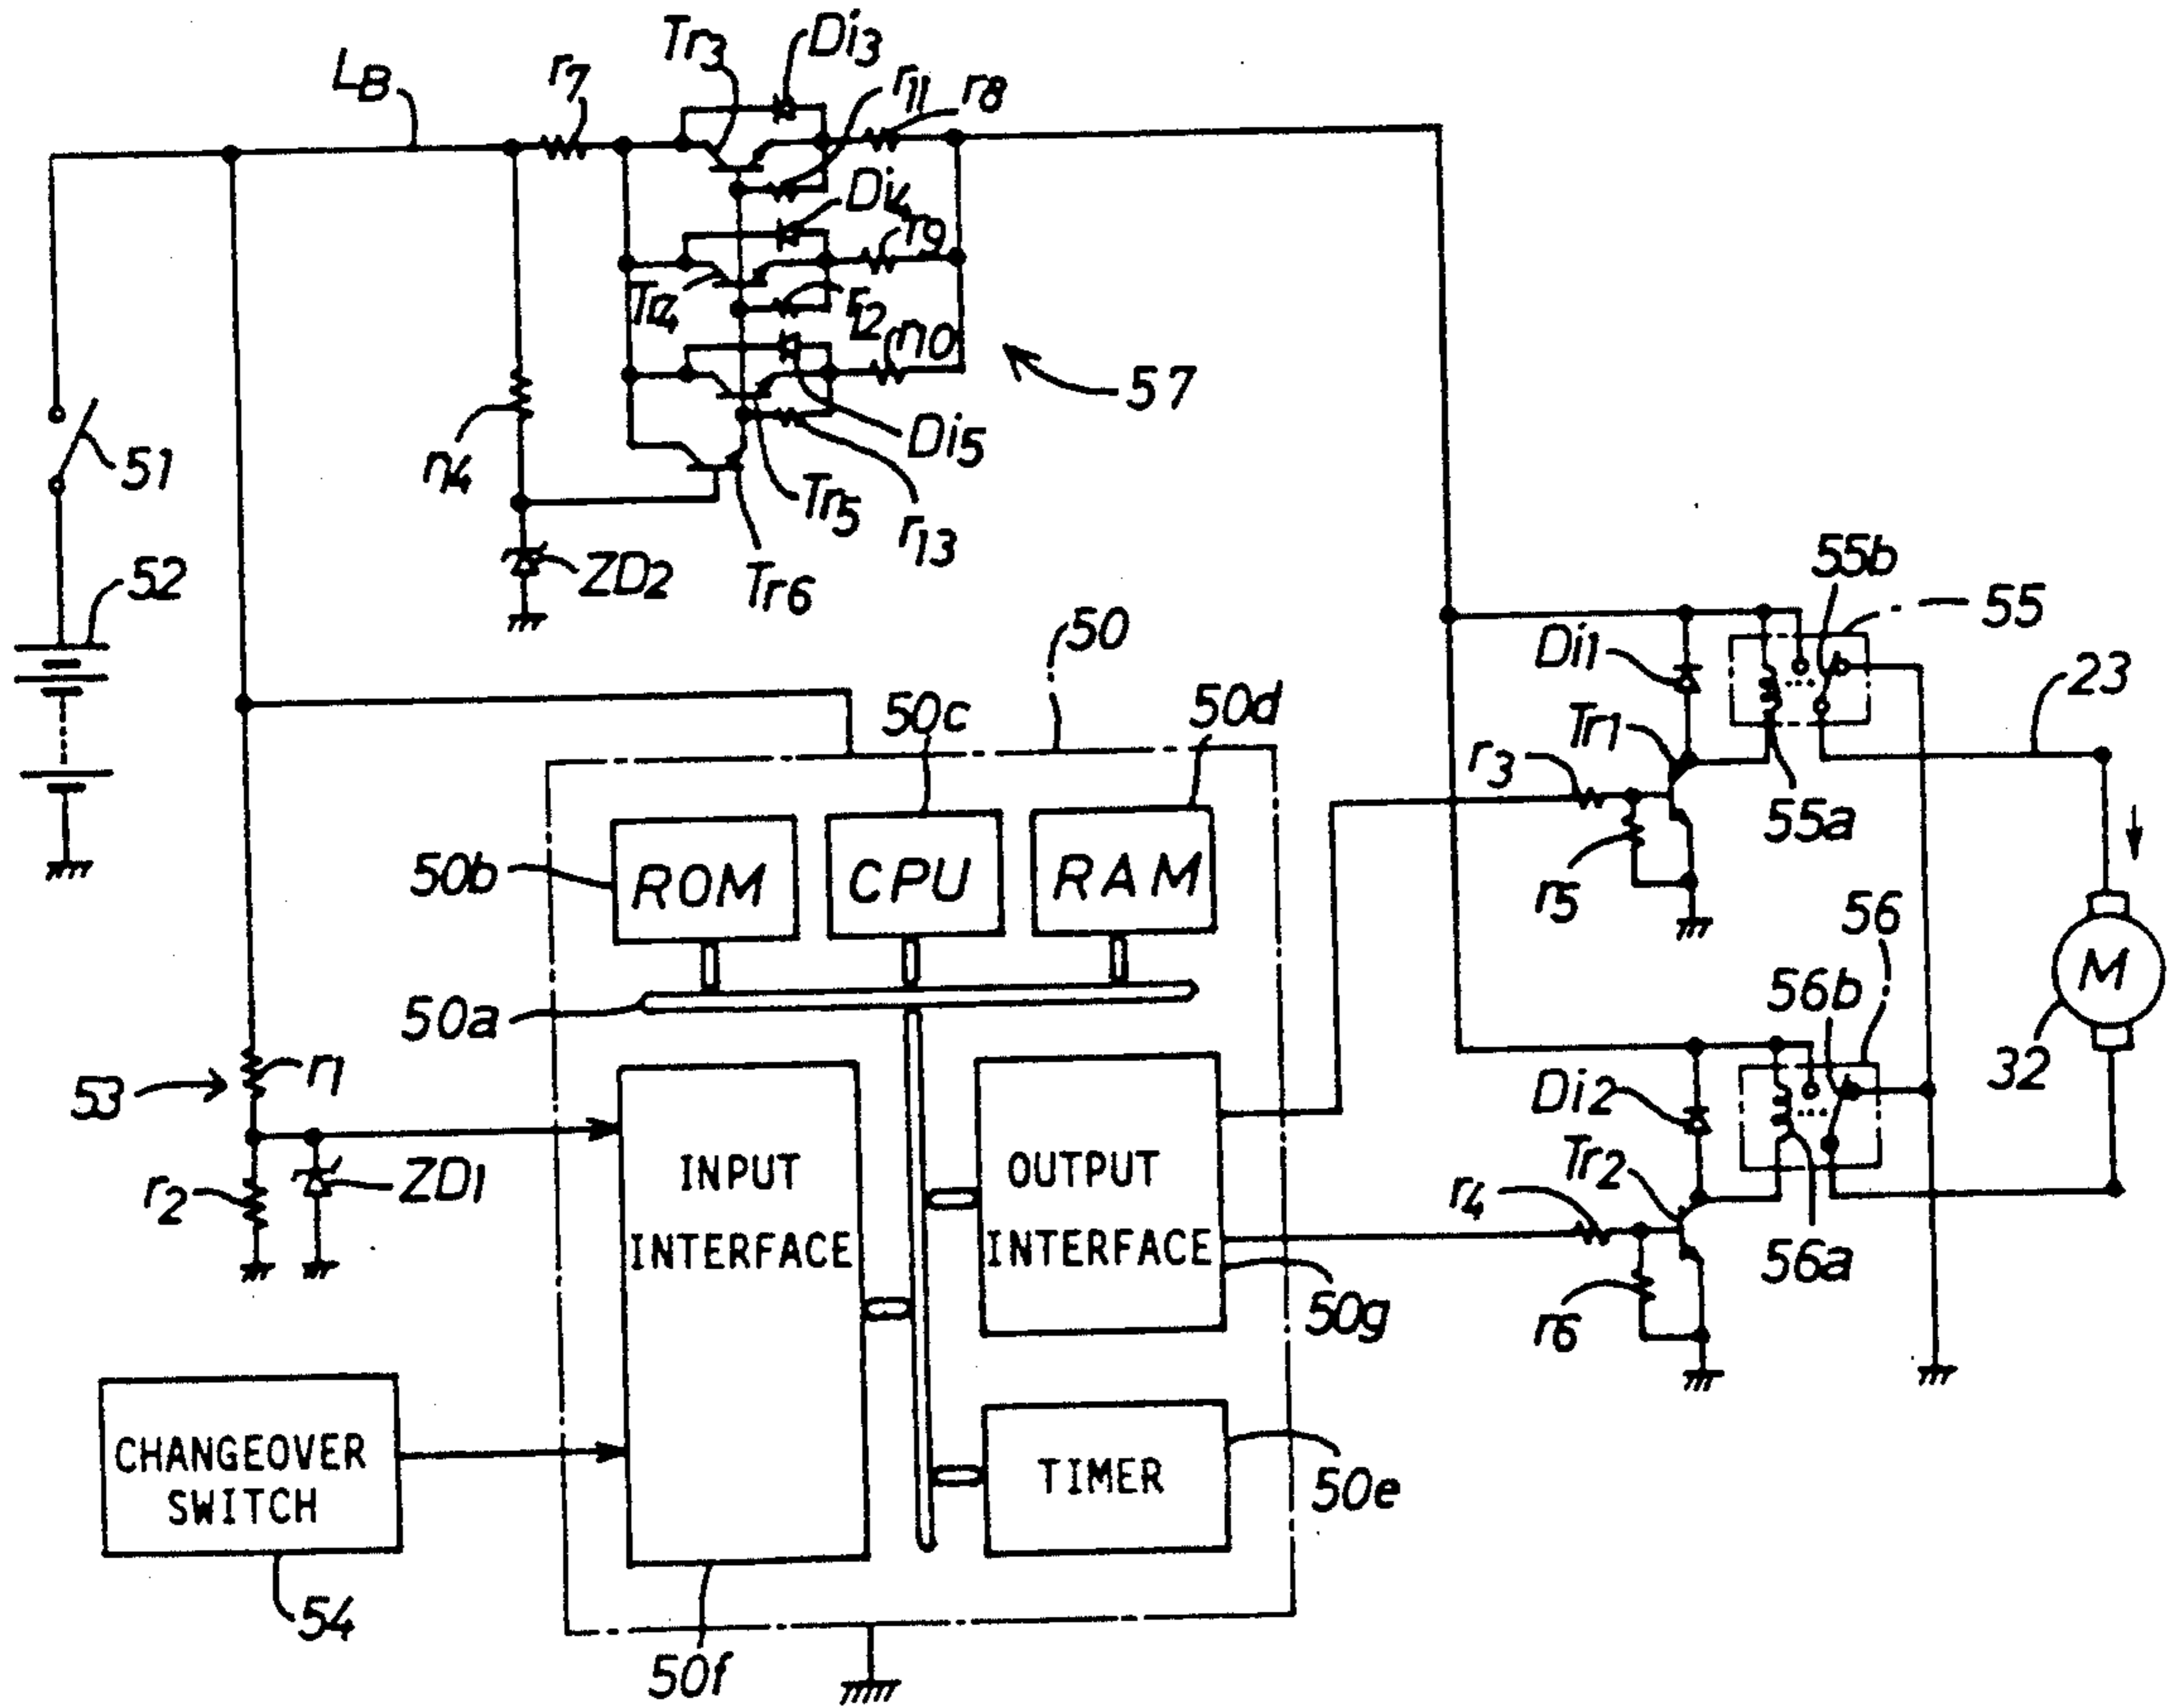 Tr3
Di3
LB
r7
r11
r8
Di4
r9
Tr4
r12
r10
57
Di5
r14
51
Tr5
r13
ZD2
Tr6
52
55b
55
50
Di1
23
50c
50d
Tr1
r3
55a
50b
ROM
CPU
RAM
r5
56
50a
56b
M
53
r1
Di2
32
INPUT
INTERFACE
OUTPUT
INTERFACE
r2
ZD1
Tr2
r4
56a
50g
r6
CHANGEOVER
SWITCH
TIMER
50e
54
50f